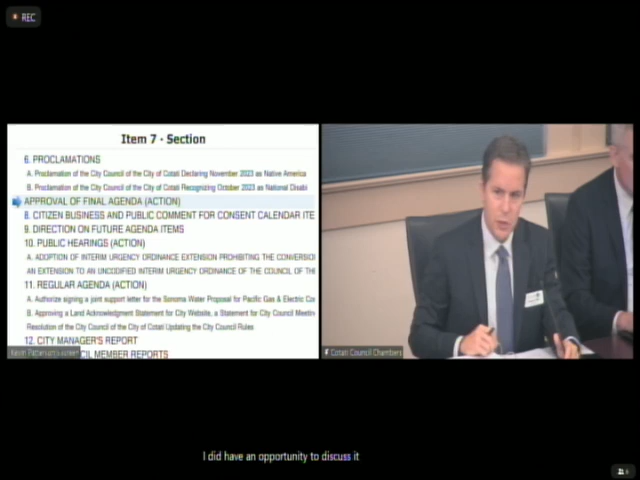 REC
Item 7 - Section
6. PROCLAMATIONS
A. Proclamation of the City Council of the City of Cotati Declaring November 2023 as Native America
B. Proclamation of the City Council of the City of Cotati Recognizing October 2023 as National Disabi
APPROVAL OF FINAL AGENDA (ACTION)
8. CITIZEN BUSINESS AND PUBLIC COMMENT FOR CONSENT CALENDAR ITE
9. DIRECTION ON FUTURE AGENDA ITEMS
10. PUBLIC HEARINGS (ACTION)
A. ADOPTION OF INTERIM URGENCY ORDINANCE EXTENSION PROHIBITING THE CONVERSIO
AN EXTENSION TO AN UNCODIFIED INTERIM URGENCY ORDINANCE OF THE COUNCIL OF TH
11. REGULAR AGENDA (ACTION)
A. Authorize signing a joint support letter for the Sonoma Water Proposal for Pacific Gas & Electric Co
B. Approving a Land Acknowledgment Statement for City Website, a Statement for City Council Meetin
Resolution of the City Council of the City of Cotati Updating the City Council Rules
12. CITY MANAGER'S REPORT
CIL MEMBER REPORTS
Kevin
Cotati Council Chambers
I did have an opportunity to discuss it